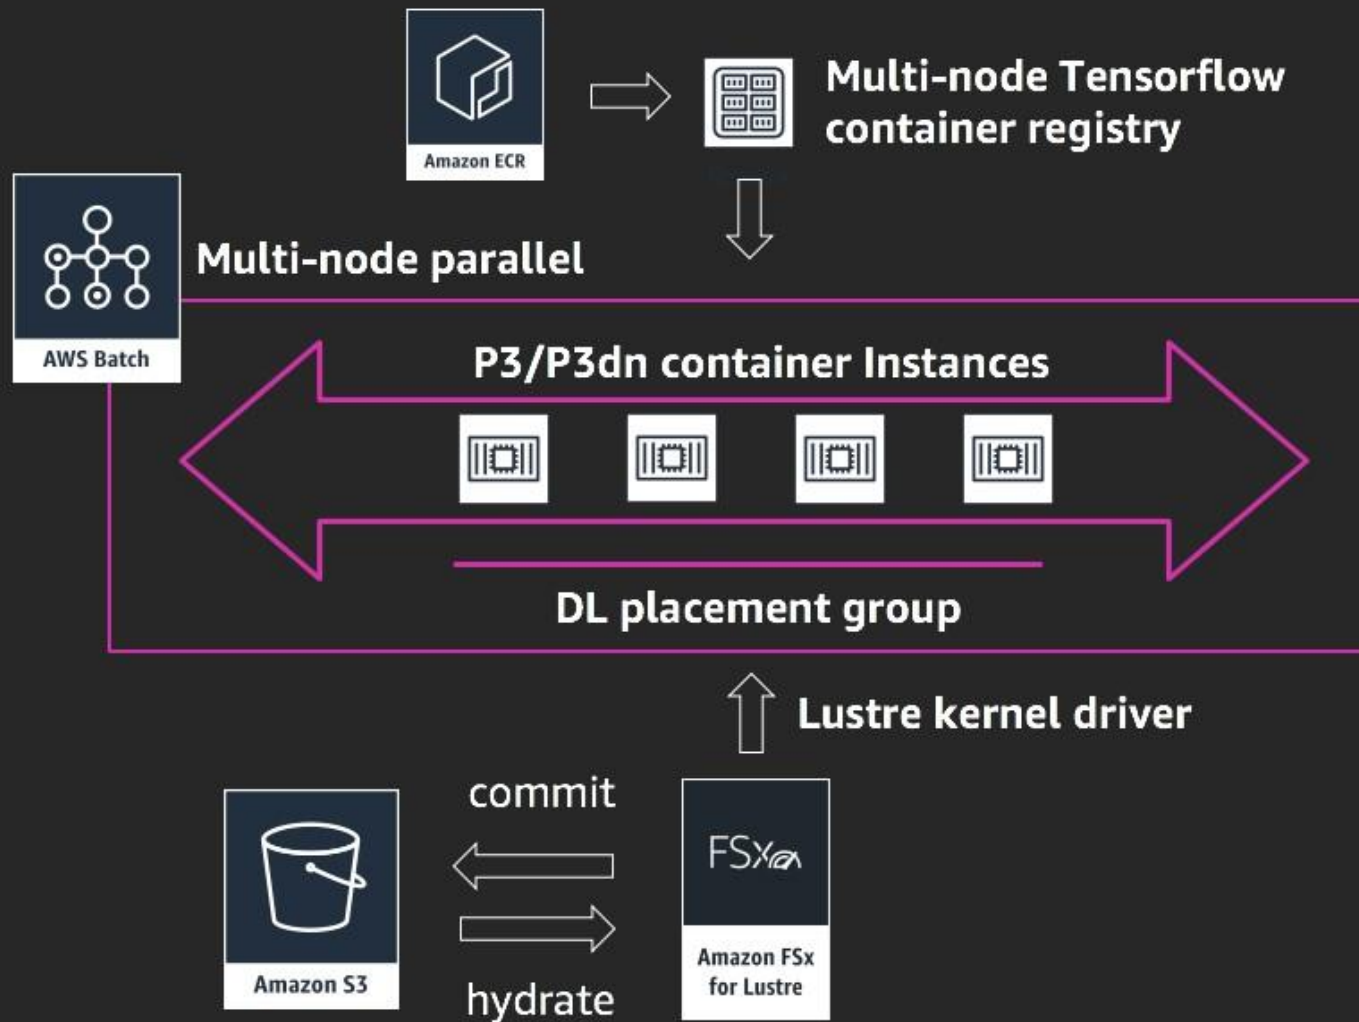 Amazon ECR
Multi-node Tensorflow
container registry
AWS Batch
Multi-node parallel
P3/P3dn container Instances
DL placement group
Lustre kernel driver
commit
hydrate
Amazon S3
FSx
Amazon FSx
for Lustre